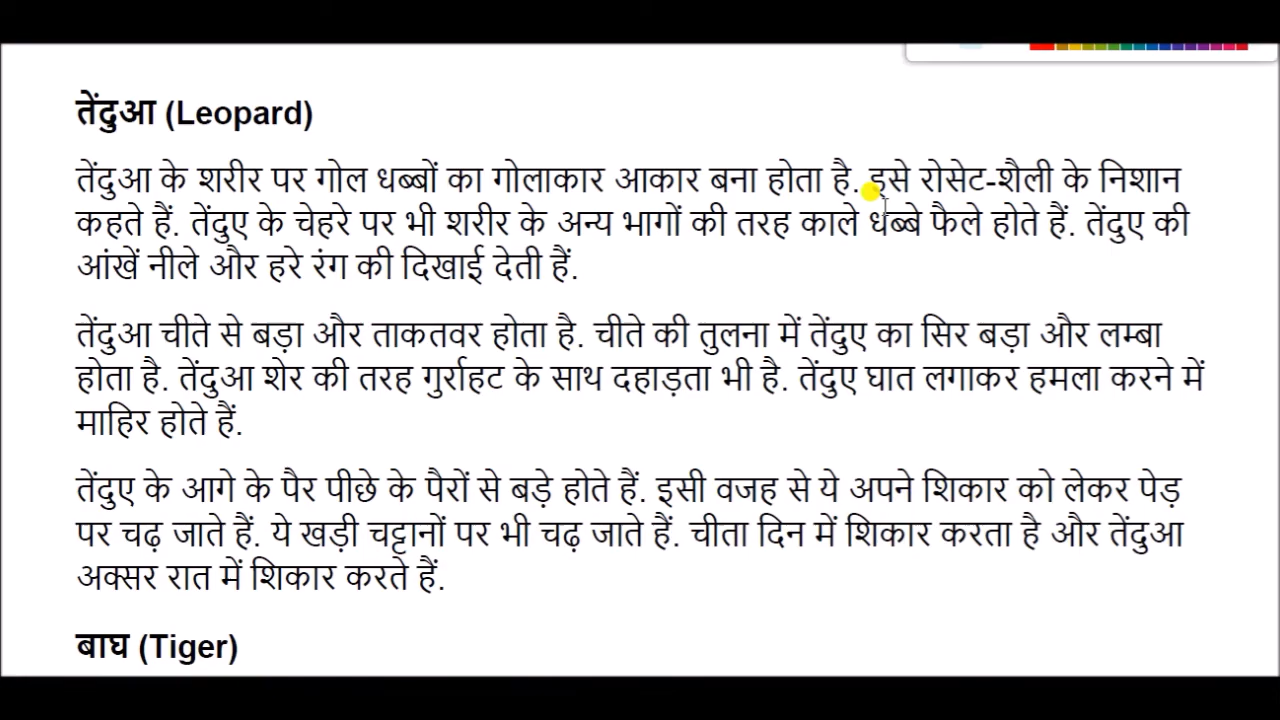 तेंदुआ (Leopard)
तेंदुआ के शरीर पर गोल धब्बों का गोलाकार आकार बना होता है. इसे रोसेट-शैली के निशान
कहते हैं. तेंदुए के चेहरे पर भी शरीर के अन्य भागों की तरह काले धब्बे फैले होते हैं. तेंदुए की
आंखें नीले और हरे रंग की दिखाई देती हैं.
तेंदुआ चीते से बड़ा और ताकतवर होता है. चीते की तुलना में तेंदुए का सिर बड़ा और लम्बा
होता है. तेंदुआ शेर की तरह गुर्राहट के साथ दहाड़ता भी है. तेंदुए घात लगाकर हमला करने में
माहिर होते हैं.
तेंदुए के आगे के पैर पीछे के पैरों से बड़े होते हैं. इसी वजह से ये अपने शिकार को लेकर पेड़
पर चढ़ जाते हैं. ये खड़ी चट्टानों पर भी चढ़ जाते हैं. चीता दिन में शिकार करता है और तेंदुआ
अक्सर रात में शिकार करते हैं.
बाघ (Tiger)